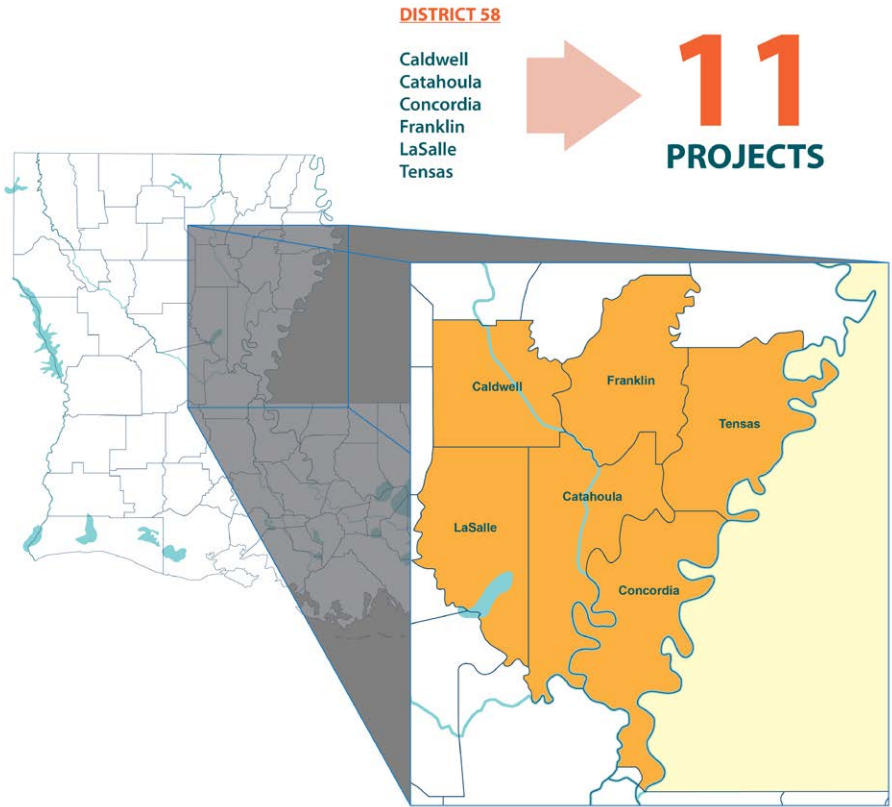 DISTRICT 58
Caldwell
Catahoula
Concordia
Franklin
LaSalle
Tensas
11
PROJECTS
Caldwell
Franklin
Tensas
Catahoula
LaSalle
Concordia